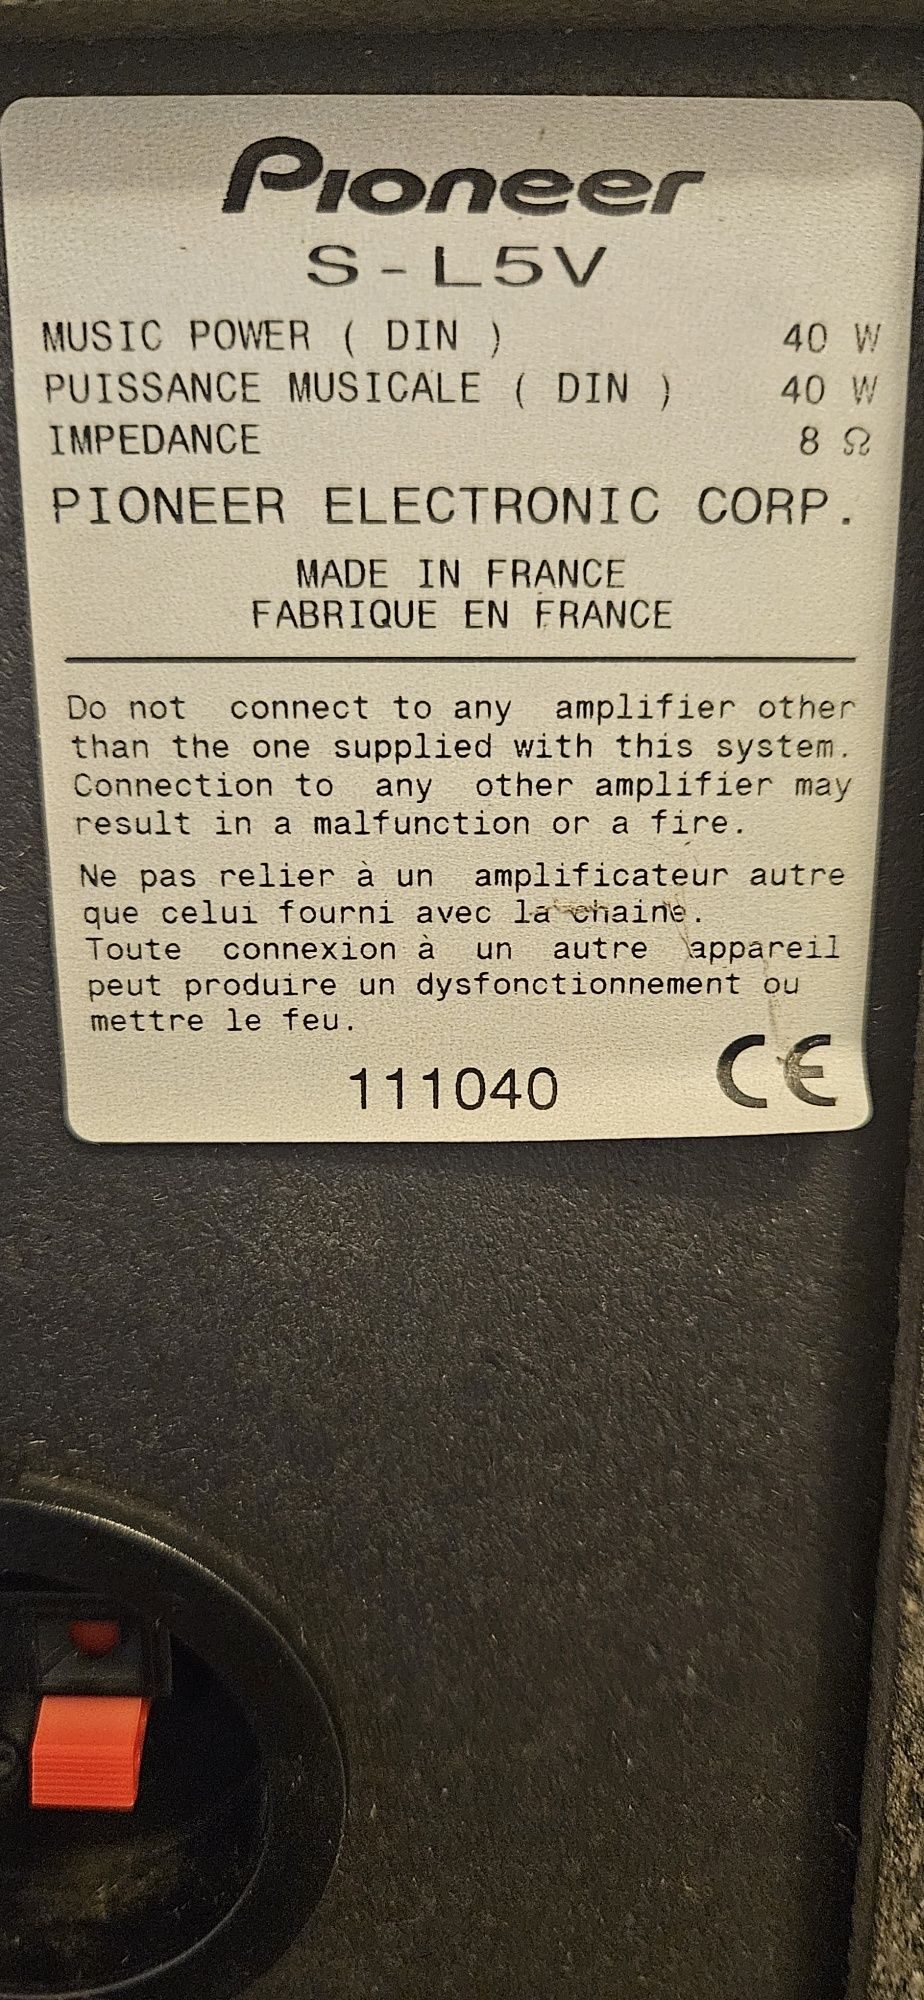 Pioneer
S-L5V
MUSIC POWER ( DIN ) 40 W
PUISSANCE MUSICALE ( DIN ) 40 W
IMPEDANCE 8 Ω
PIONEER ELECTRONIC CORP.
MADE IN FRANCE
FABRIQUE EN FRANCE
Do not connect to any amplifier other
than the one supplied with this system.
Connection to any other amplifier may
result in a malfunction or a fire.
Ne pas relier à un amplificateur autre
que celui fourni avec la chaine.
Toute connexion à un autre appareil
peut produire un dysfonctionnement ou
mettre le feu.
111040 CE